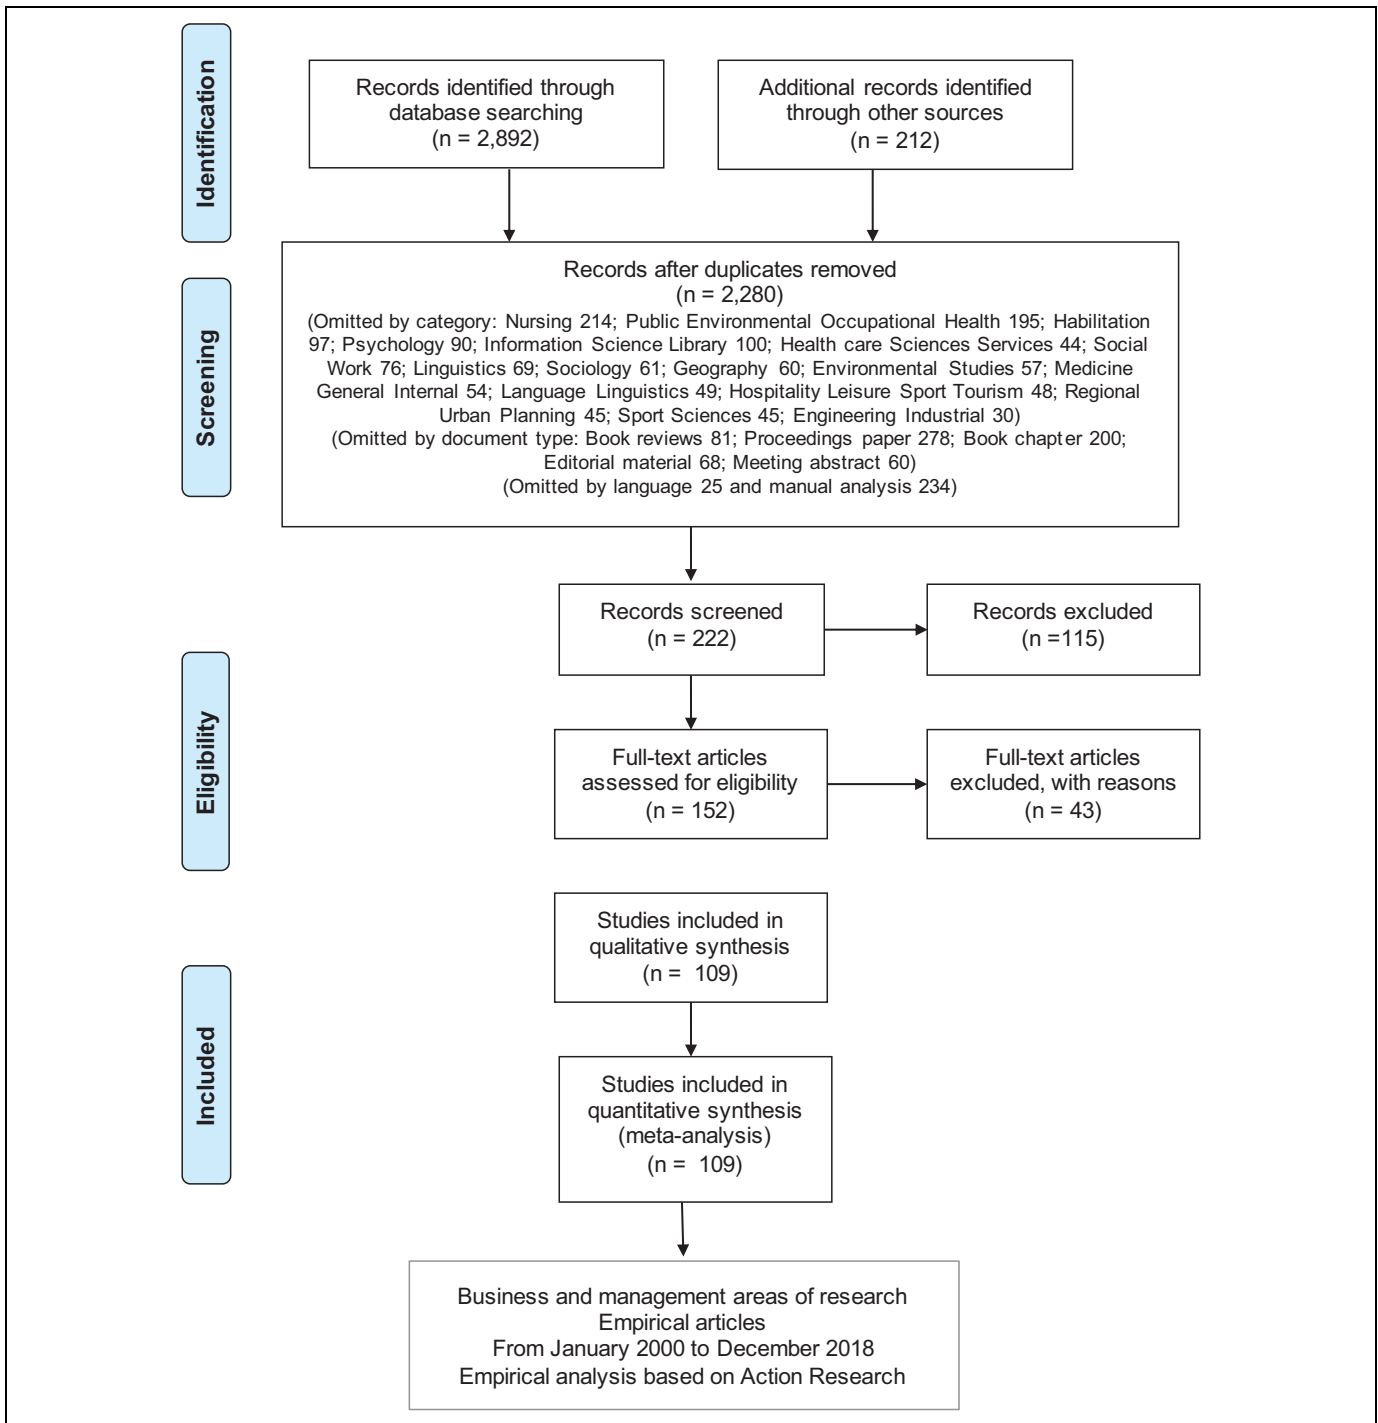 Identification
Records identified through
database searching
(n = 2,892)
Additional records identified
through other sources
(n = 212)
Screening
Records after duplicates removed
(n = 2,280)
(Omitted by category: Nursing 214; Public Environmental Occupational Health 195; Habilitation
97; Psychology 90; Information Science Library 100; Health care Sciences Services 44; Social
Work 76; Linguistics 69; Sociology 61; Geography 60; Environmental Studies 57; Medicine
General Internal 54; Language Linguistics 49; Hospitality Leisure Sport Tourism 48; Regional
Urban Planning 45; Sport Sciences 45; Engineering Industrial 30)
(Omitted by document type: Book reviews 81; Proceedings paper 278; Book chapter 200;
Editorial material 68; Meeting abstract 60)
(Omitted by language 25 and manual analysis 234)
Records screened
(n = 222)
Records excluded
(n =115)
Eligibility
Full-text articles
assessed for eligibility
(n = 152)
Full-text articles
excluded, with reasons
(n = 43)
Studies included in
qualitative synthesis
(n = 109)
Included
Studies included in
quantitative synthesis
(meta-analysis)
(n = 109)
Business and management areas of research
Empirical articles
From January 2000 to December 2018
Empirical analysis based on Action Research